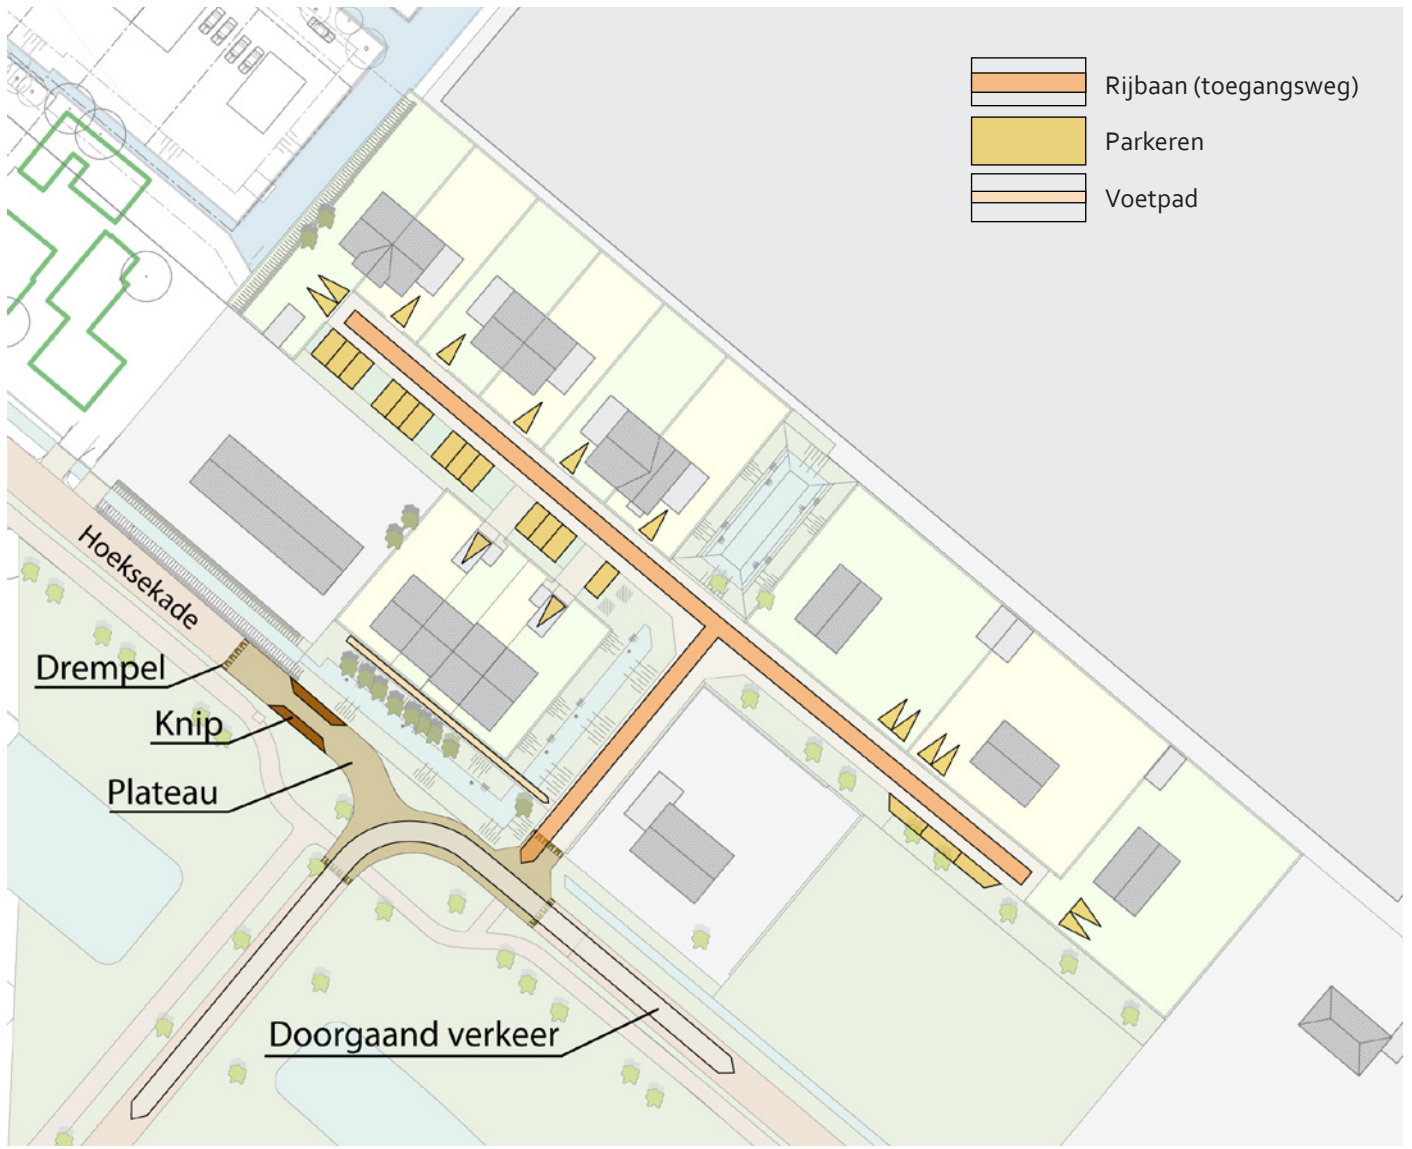 Rijbaan (toegangsweg)
Parkeren
Voetpad
Hoeksekade
Drempel
Knip
Plateau
Doorgaand verkeer